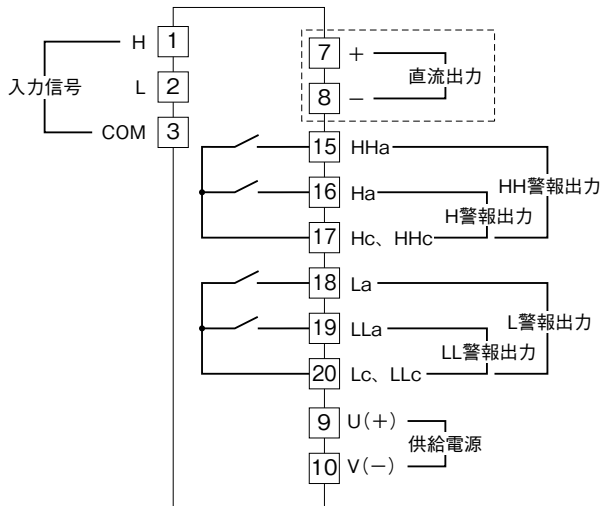 入力信号
H 1
L 2
COM 3
7 +
8 −
直流出力
15 HHa
16 Ha
17 Hc、HHc
H警報出力
HH警報出力
18 La
19 LLa
20 Lc、LLc
LL警報出力
L警報出力
9 U(+)
10 V(−)
供給電源